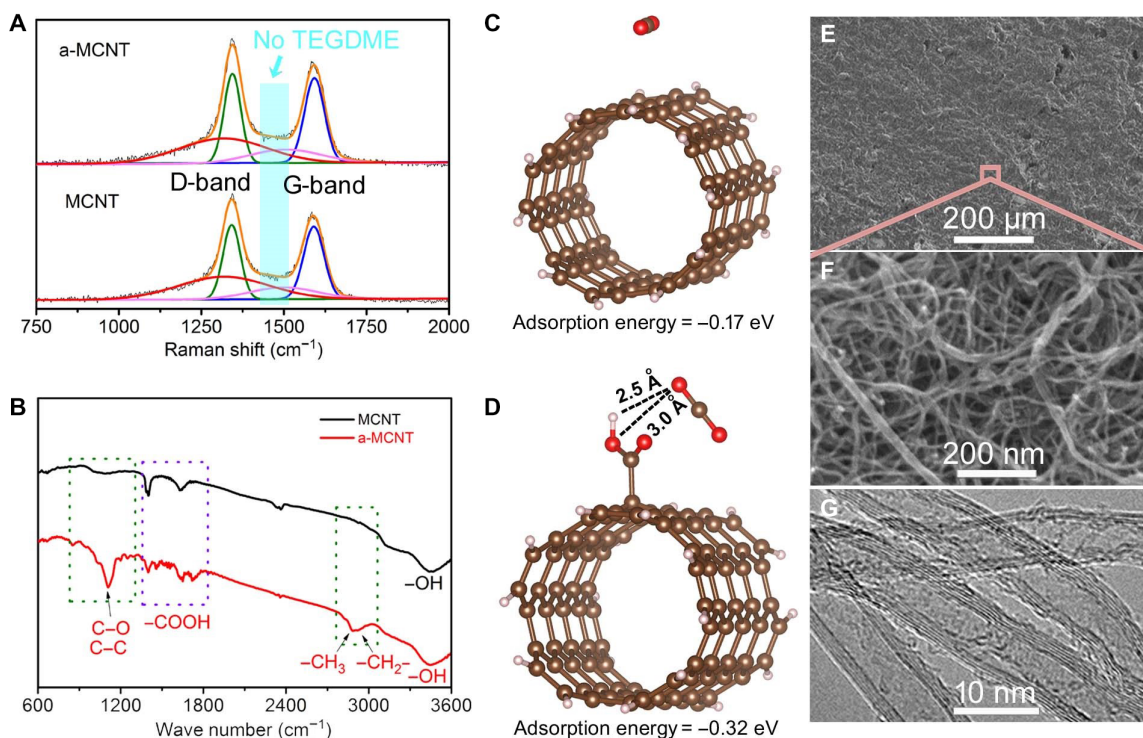 A
a-MCNT
No TEGDME
D-band
G-band
MCNT
750 1000 1250 1500 1750 2000
Raman shift (cm⁻¹)
B
MCNT
a-MCNT
–OH
C–O
C–C
–COOH
–CH₃
–CH₂-
–OH
600 1200 1800 2400 3000 3600
Wave number (cm⁻¹)
C
Adsorption energy = –0.17 eV
D
2.5 Å
3.0 Å
Adsorption energy = –0.32 eV
E
200 µm
F
200 nm
G
10 nm